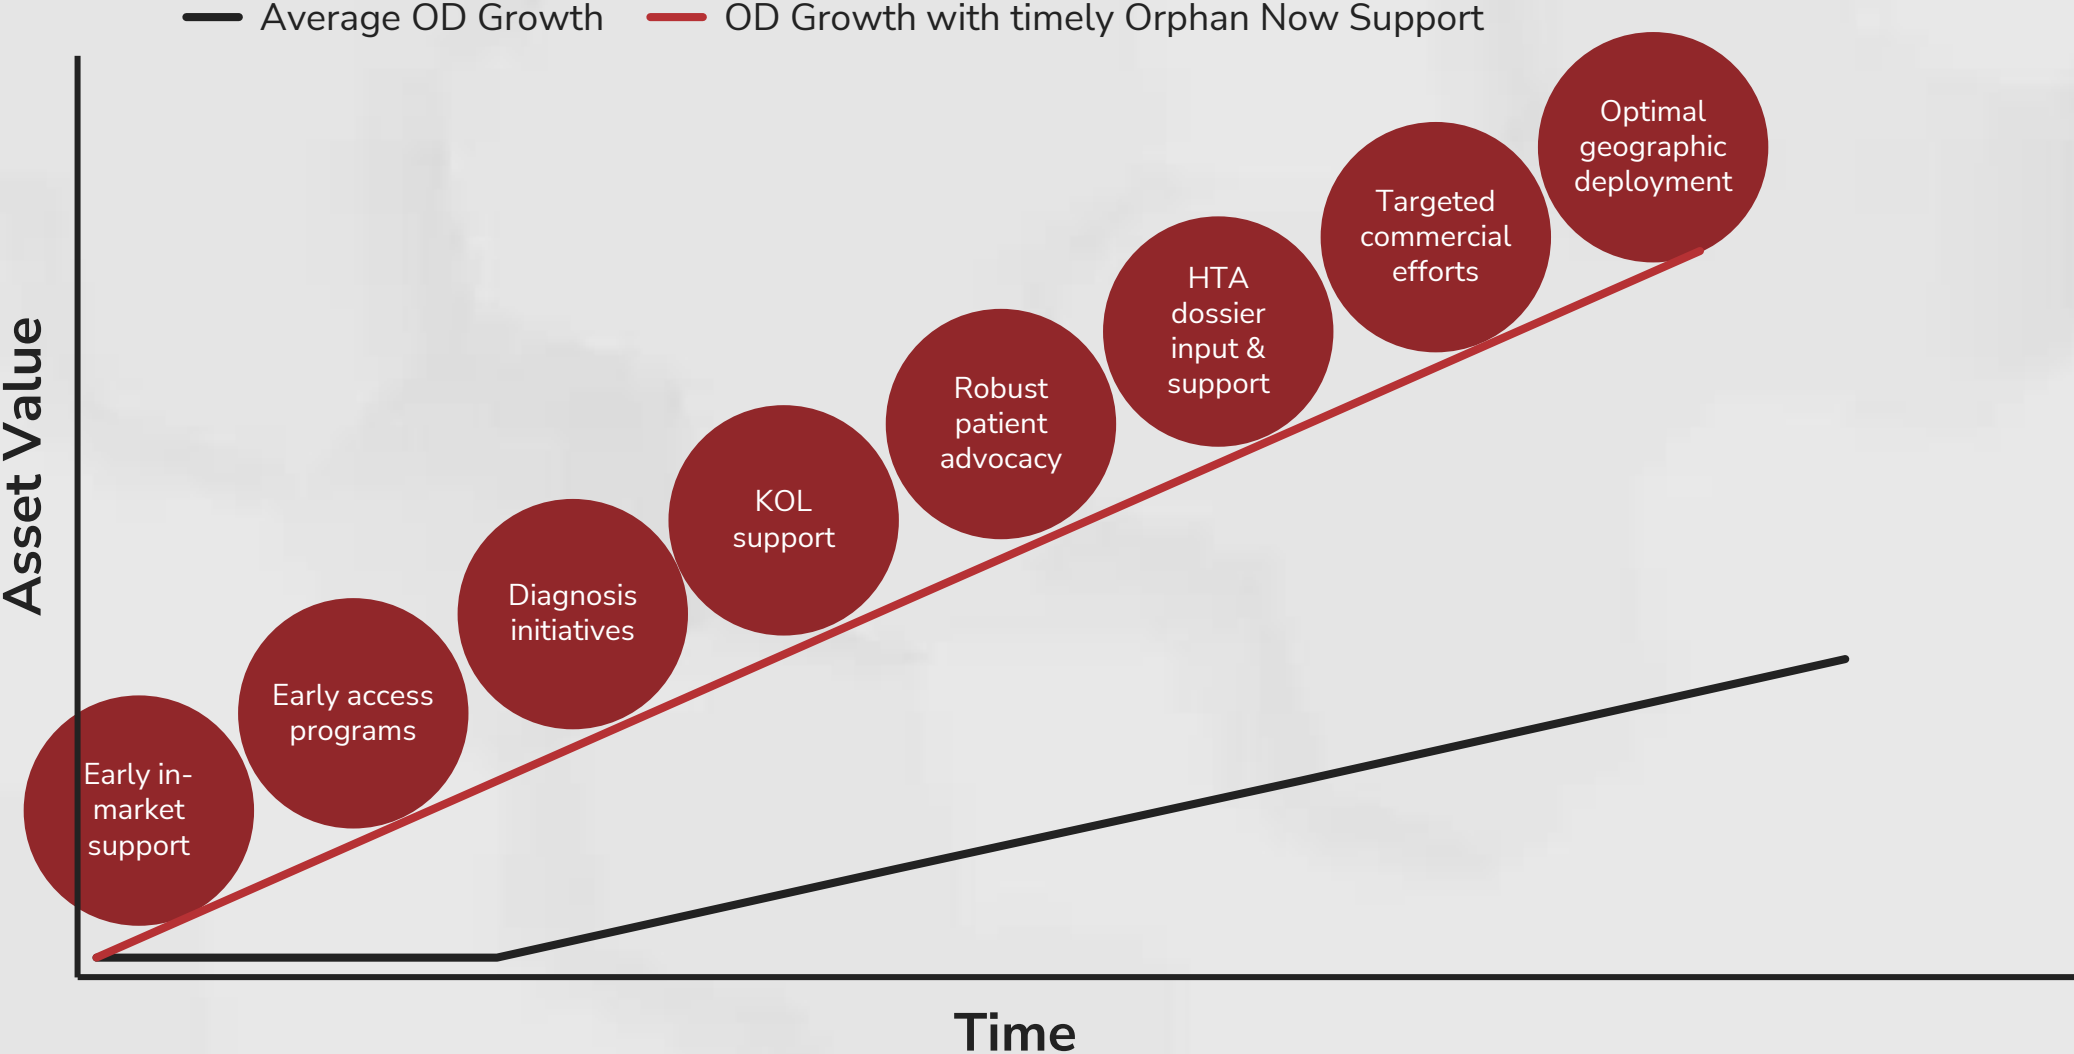 Average OD Growth
OD Growth with timely Orphan Now Support
Asset Value
Early in-
market
support
Early access
programs
Diagnosis
initiatives
KOL
support
Robust
patient
advocacy
HTA
dossier
input &
support
Targeted
commercial
efforts
Optimal
geographic
deployment
Time